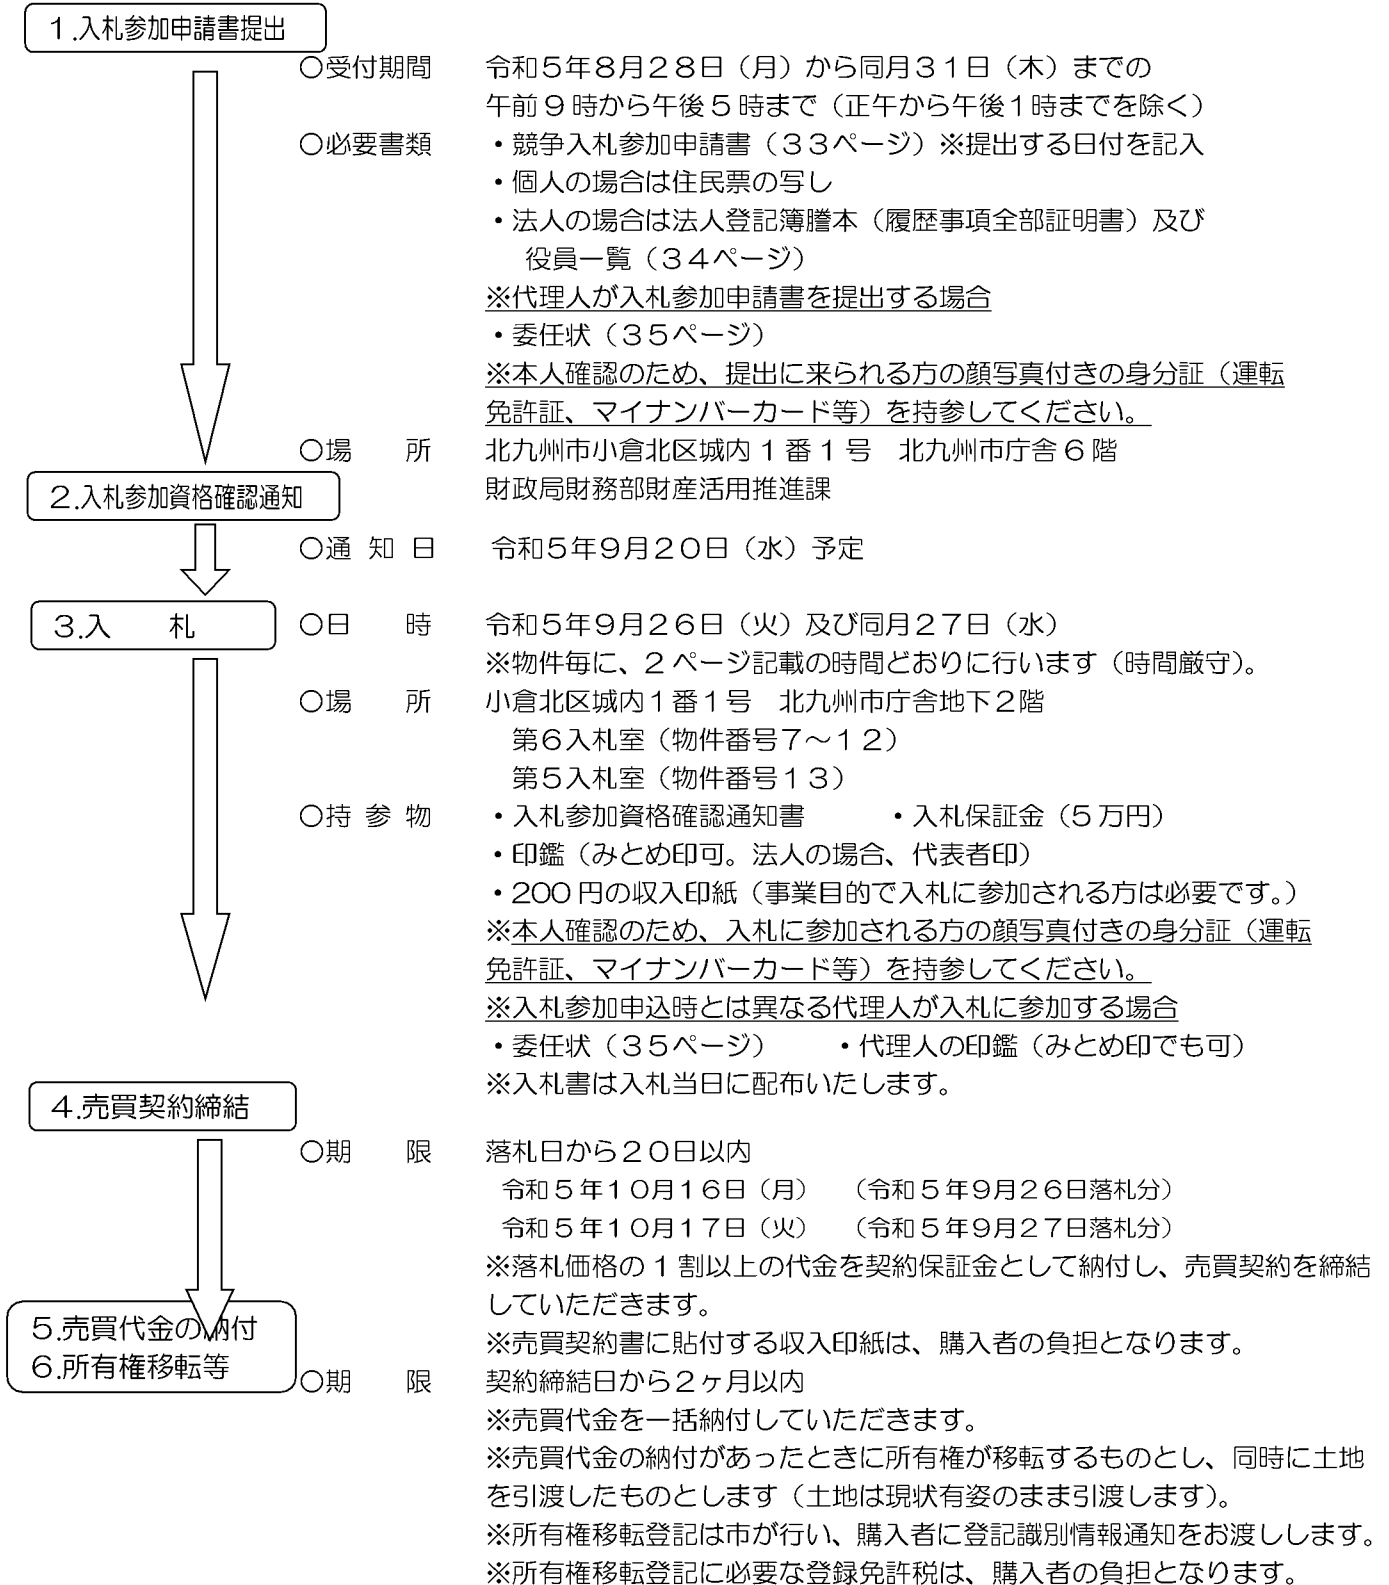 １.入札参加申請書提出
〇受付期間　令和５年８月２８日（月）から同月３１日（木）までの
午前９時から午後５時まで（正午から午後１時までを除く）
〇必要書類　・競争入札参加申請書（３３ページ）※提出する日付を記入
・個人の場合は住民票の写し
・法人の場合は法人登記簿謄本（履歴事項全部証明書）及び
役員一覧（３４ページ）
※代理人が入札参加申請書を提出する場合
・委任状（３５ページ）
※本人確認のため、提出に来られる方の顔写真付きの身分証（運転
免許証、マイナンバーカード等）を持参してください。
〇場　所　北九州市小倉北区城内１番１号　北九州市庁舎６階
財政局財務部財産活用推進課
２.入札参加資格確認通知
〇通 知 日　令和５年９月２０日（水）予定
３.入　札
〇日　時　令和５年９月２６日（火）及び同月２７日（水）
※物件毎に、２ページ記載の時間どおりに行います（時間厳守）。
〇場　所　小倉北区城内１番１号　北九州市庁舎地下２階
第６入札室（物件番号７～１２）
第５入札室（物件番号１３）
〇持 参 物　・入札参加資格確認通知書　・入札保証金（５万円）
・印鑑（みとめ印可。法人の場合、代表者印）
・200円の収入印紙（事業目的で入札に参加される方は必要です。）
※本人確認のため、入札に参加される方の顔写真付きの身分証（運転
免許証、マイナンバーカード等）を持参してください。
※入札参加申込時とは異なる代理人が入札に参加する場合
・委任状（３５ページ）　・代理人の印鑑（みとめ印でも可）
※入札書は入札当日に配布いたします。
４.売買契約締結
〇期　限　落札日から２０日以内
令和５年１０月１６日（月）　（令和５年９月２６日落札分）
令和５年１０月１７日（火）　（令和５年９月２７日落札分）
※落札価格の１割以上の代金を契約保証金として納付し、売買契約を締結
していただきます。
※売買契約書に貼付する収入印紙は、購入者の負担となります。
５.売買代金の納付
６.所有権移転等
〇期　限　契約締結日から２ヶ月以内
※売買代金を一括納付していただきます。
※売買代金の納付があったときに所有権が移転するものとし、同時に土地
を引渡したものとします（土地は現状有姿のまま引渡します）。
※所有権移転登記は市が行い、購入者に登記識別情報通知をお渡しします。
※所有権移転登記に必要な登録免許税は、購入者の負担となります。